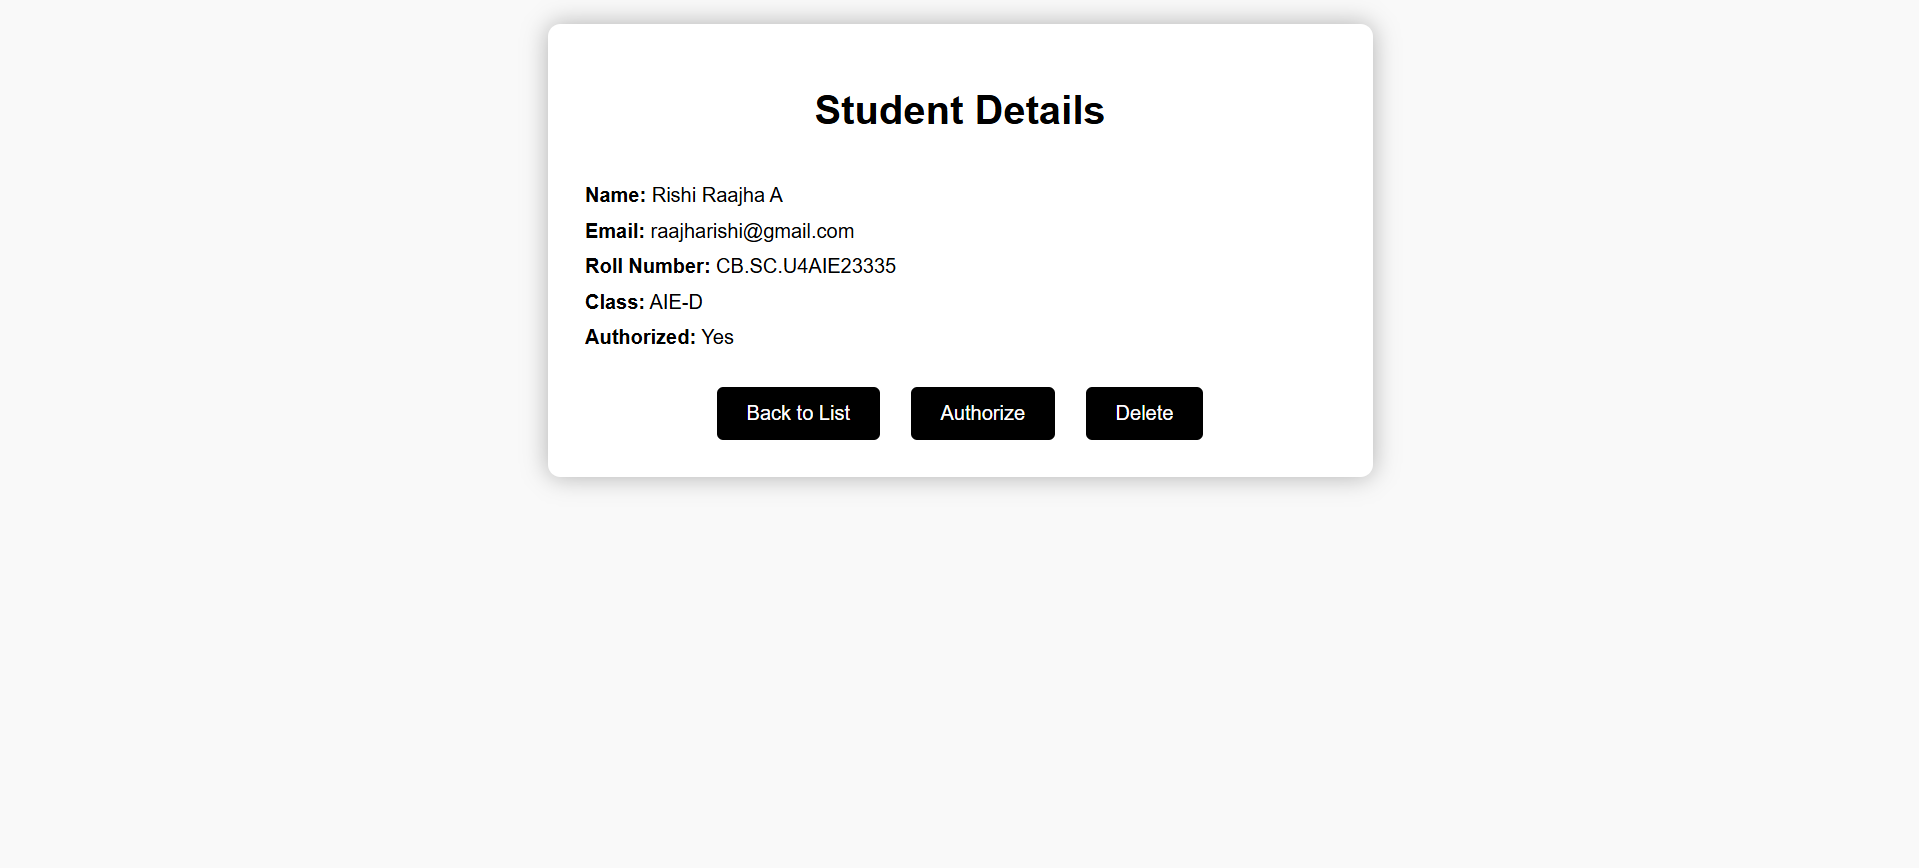 Student Details
Name: Rishi Raajha A
Email: raajharishi@gmail.com
Roll Number: CB.SC.U4AIE23335
Class: AIE-D
Authorized: Yes
Back to List Authorize Delete